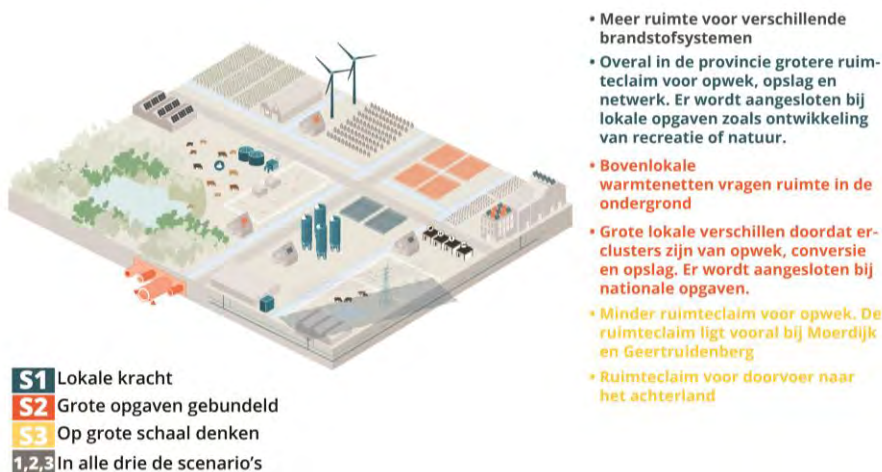 • Meer ruimte voor verschillende
brandstofsystemen
• Overal in de provincie grotere ruim-
teclaim voor opwek, opslag en
netwerk. Er wordt aangesloten bij
lokale opgaven zoals ontwikkeling
van recreatie of natuur.
• Bovenlokale
warmtenetten vragen ruimte in de
ondergrond
• Grote lokale verschillen doordat er-
clusters zijn van opwek, conversie
en opslag. Er wordt aangesloten bij
nationale opgaven.
• Minder ruimteclaim voor opwek. De
ruimteclaim ligt vooral bij Moerdijk
en Geertruidenberg
• Ruimteclaim voor doorvoer naar
het achterland
S1 Lokale kracht
S2 Grote opgaven gebundeld
S3 Op grote schaal denken
1,2,3 In alle drie de scenario's